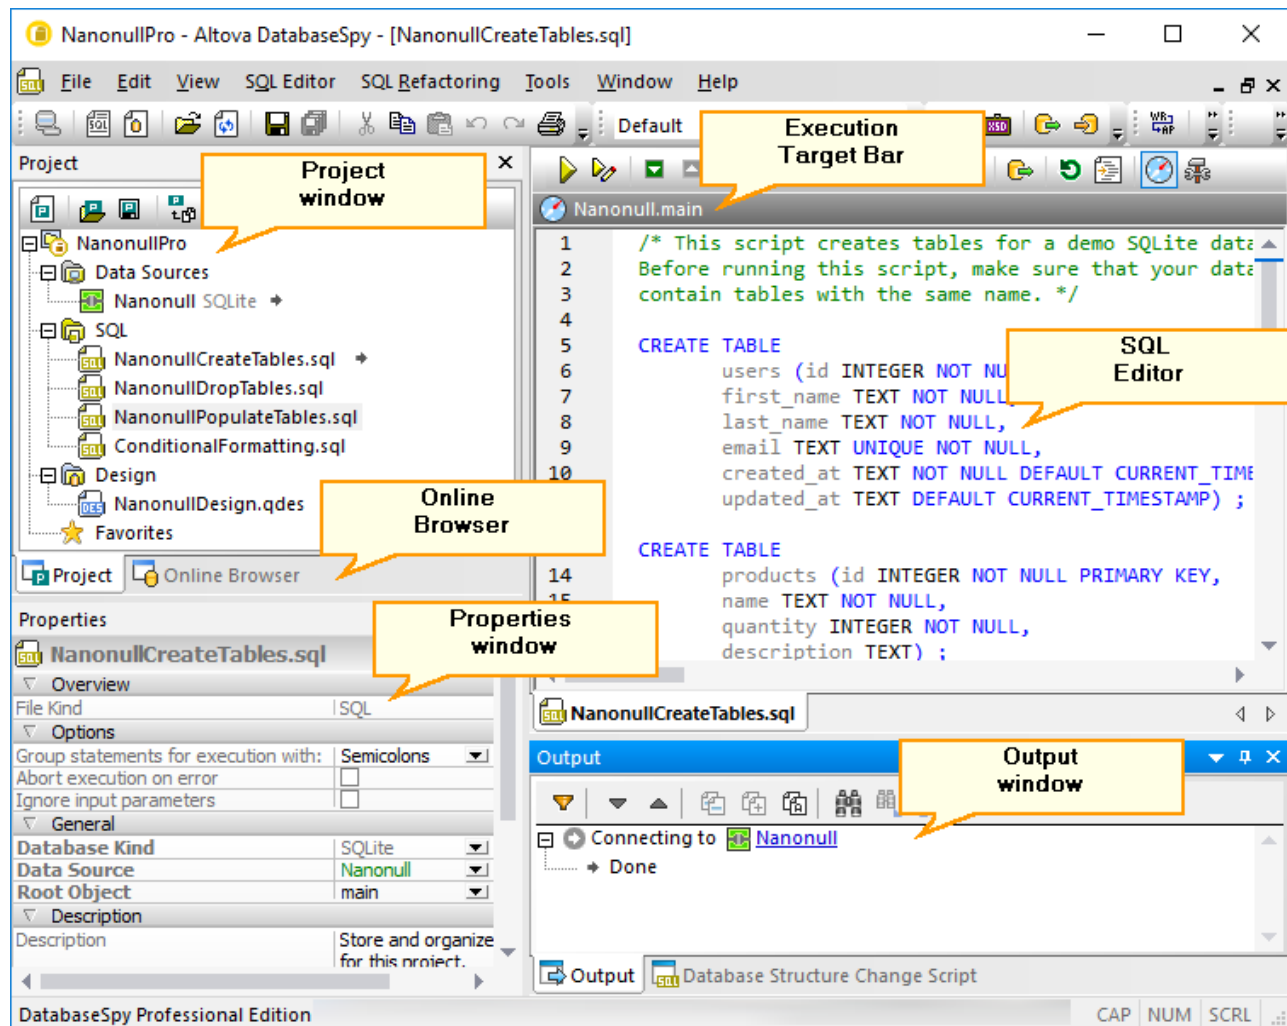 NanonullPro - Altova DatabaseSpy - [NanonullCreateTables.sql]
File Edit View SQL Editor SQL Refactoring Tools Window Help
Default
Execution
Target Bar
Project
Project
window
Nanonull.main
NanonullPro
Data Sources
Nanonull SQLite
SQL
NanonullCreateTables.sql
NanonullDropTables.sql
NanonullPopulateTables.sql
ConditionalFormatting.sql
Design
NanonullDesign.qdes
Favorites
Online
Browser
Project Online Browser
1 /* This script creates tables for a demo SQLite data
2 Before running this script, make sure that your data
3 contain tables with the same name. */
4
5 CREATE TABLE
6 users (id INTEGER NOT NU
7 first_name TEXT NOT NULL,
8 last_name TEXT NOT NULL,
9 email TEXT UNIQUE NOT NULL,
10 created_at TEXT NOT NULL DEFAULT CURRENT_TIME
updated_at TEXT DEFAULT CURRENT_TIMESTAMP) ;
CREATE TABLE
14 products (id INTEGER NOT NULL PRIMARY KEY,
15 name TEXT NOT NULL,
quantity INTEGER NOT NULL,
description TEXT) ;
SQL
Editor
NanonullCreateTables.sql
Properties
Properties
window
NanonullCreateTables.sql
Overview
File Kind SQL
Options
Group statements for execution with: Semicolons
Abort execution on error
Ignore input parameters
General
Database Kind SQLite
Data Source Nanonull
Root Object main
Description
Description Store and organize
for this project.
Output
Output
window
Connecting to Nanonull
Done
Output Database Structure Change Script
DatabaseSpy Professional Edition CAP NUM SCRL